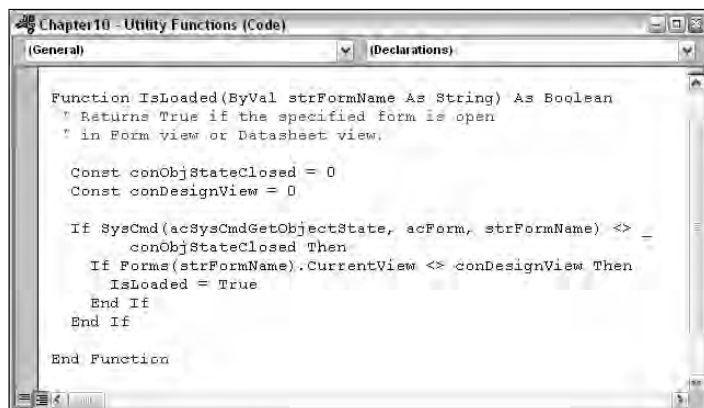 Chapter10 - Utility Functions (Code)
(General) (Declarations)
Function IsLoaded(ByVal strFormName As String) As Boolean
' Returns True if the specified form is open
' in Form view or Datasheet view.
Const conObjStateClosed = 0
Const conDesignView = 0
If SysCmd(acSysCmdGetObjectState, acForm, strFormName) <> _
conObjStateClosed Then
If Forms(strFormName).CurrentView <> conDesignView Then
IsLoaded = True
End If
End If
End Function